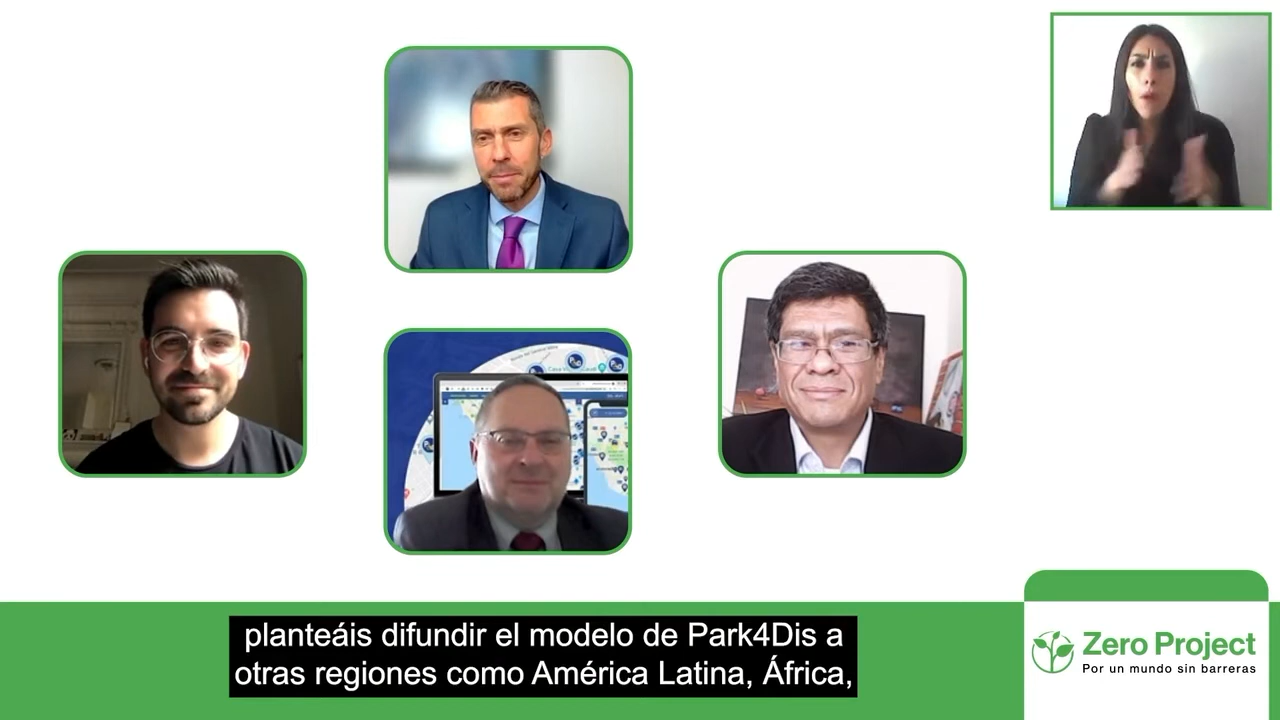 planteáis difundir el modelo de Park4Dis a
otras regiones como América Latina, África,
Zero Project
Por un mundo sin barreras